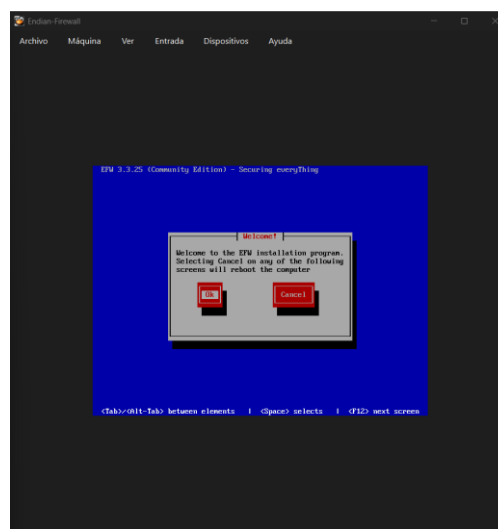 Endian-Firewall
Archivo Máquina Ver Entrada Dispositivos Ayuda
EFW 3.3.25 (Community Edition) - Securing everyThing
Welcome!
Welcome to the EFW installation program.
Selecting Cancel on any of the following
screens will reboot the computer
Ok Cancel
<Tab>/<Alt-Tab> between elements | <Space> selects | <F12> next screen